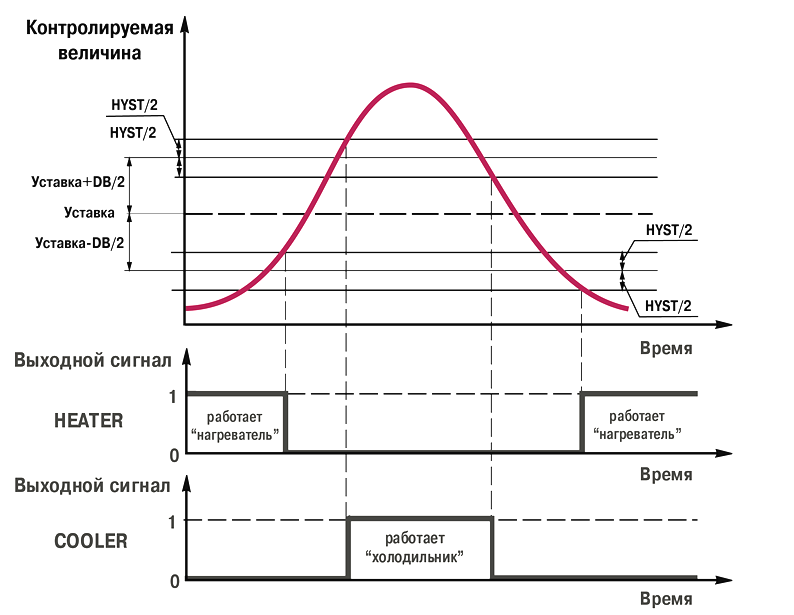 Контролируемая
величина
HYST/2
HYST/2
Уставка+DB/2
Уставка
Уставка-DB/2
HYST/2
HYST/2
Время
Выходной сигнал
1
HEATER
работает
“нагреватель”
работает
“нагреватель”
0
Время
Выходной сигнал
1
COOLER
работает
“холодильник”
0
Время